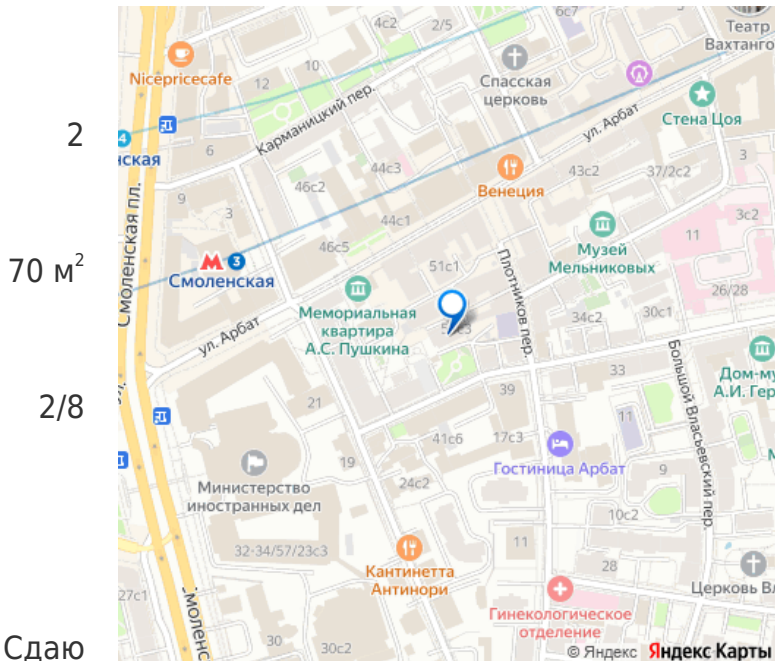 2
70 м²
2/8
Сдаю
4с2
2/5
6с7
Театр
Вахтанго
Nicepricecafe
12
10
Спасская
церковь
Стена Цоя
Карманицкий пер.
ул. Арбат
4
нская
6
44с3
Венеция
43с2
37/2с2
3
9
3
46с2
44с1
3с2
11
Смоленская пл.
46с5
3
Смоленская
51с1
Плотников пер.
Музей
Мельниковых
26/28
Мемориальная
квартира
А.С. Пушкина
34с2
30с1
ул. Арбат
33
Дом-му
А.И. Гер
21
39
Большой Власьевский пер.
41с6
17с3
11
19
Гостиница Арбат
9
Министерство
иностранных дел
24с2
10с2
32-34/57/23с3
11
28
Кантинетта
Антинори
Церковь Вл
27с1
Гинекологическое
отделение
моленс
30
30с2
© Яндекс Яндекс Карты